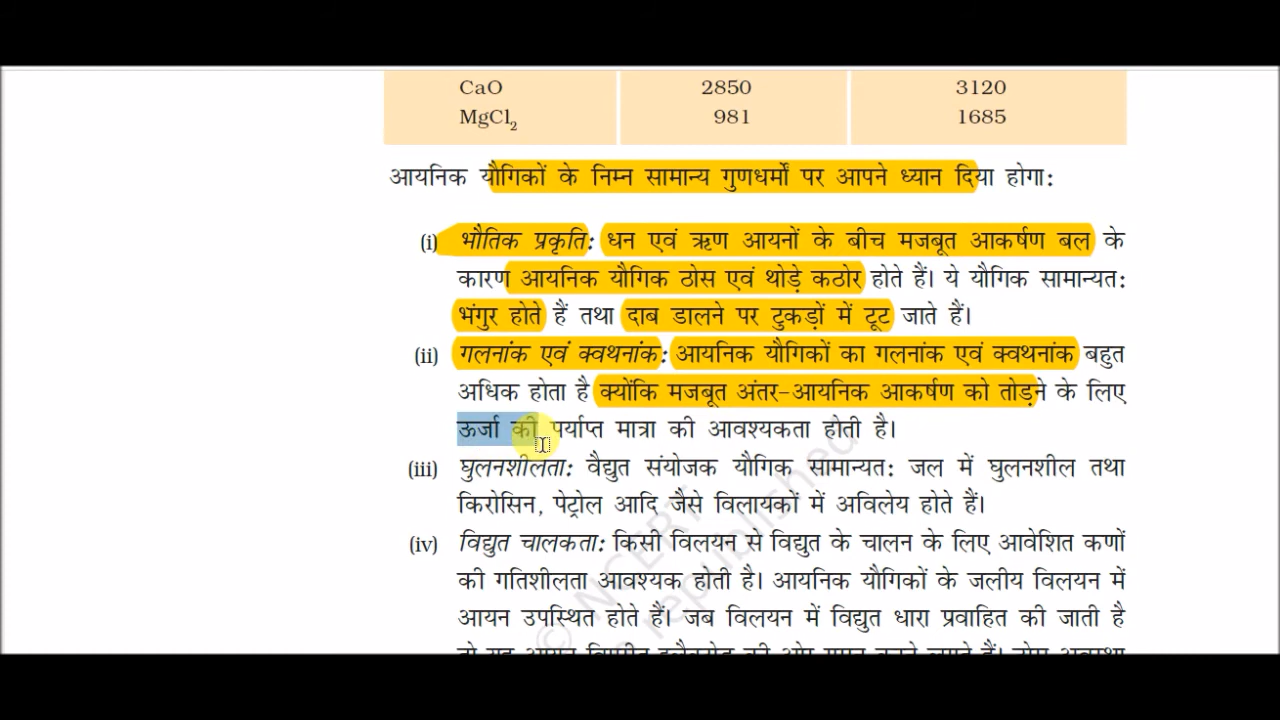 CaO 2850 3120
MgCl₂ 981 1685
आयनिक यौगिकों के निम्न सामान्य गुणधर्मों पर आपने ध्यान दिया होगा:
(i) भौतिक प्रकृति: धन एवं ऋण आयनों के बीच मजबूत आकर्षण बल के
कारण आयनिक यौगिक ठोस एवं थोड़े कठोर होते हैं। ये यौगिक सामान्यत:
भंगुर होते हैं तथा दाब डालने पर टुकड़ों में टूट जाते हैं।
(ii) गलनांक एवं क्वथनांक: आयनिक यौगिकों का गलनांक एवं क्वथनांक बहुत
अधिक होता है क्योंकि मजबूत अंतर-आयनिक आकर्षण को तोड़ने के लिए
ऊर्जा की पर्याप्त मात्रा की आवश्यकता होती है।
(iii) घुलनशीलता: वैद्युत संयोजक यौगिक सामान्यत: जल में घुलनशील तथा
किरोसिन, पेट्रोल आदि जैसे विलायकों में अविलेय होते हैं।
(iv) विद्युत चालकता: किसी विलयन से विद्युत के चालन के लिए आवेशित कणों
की गतिशीलता आवश्यक होती है। आयनिक यौगिकों के जलीय विलयन में
आयन उपस्थित होते हैं। जब विलयन में विद्युत धारा प्रवाहित की जाती है
© NCERT
republished